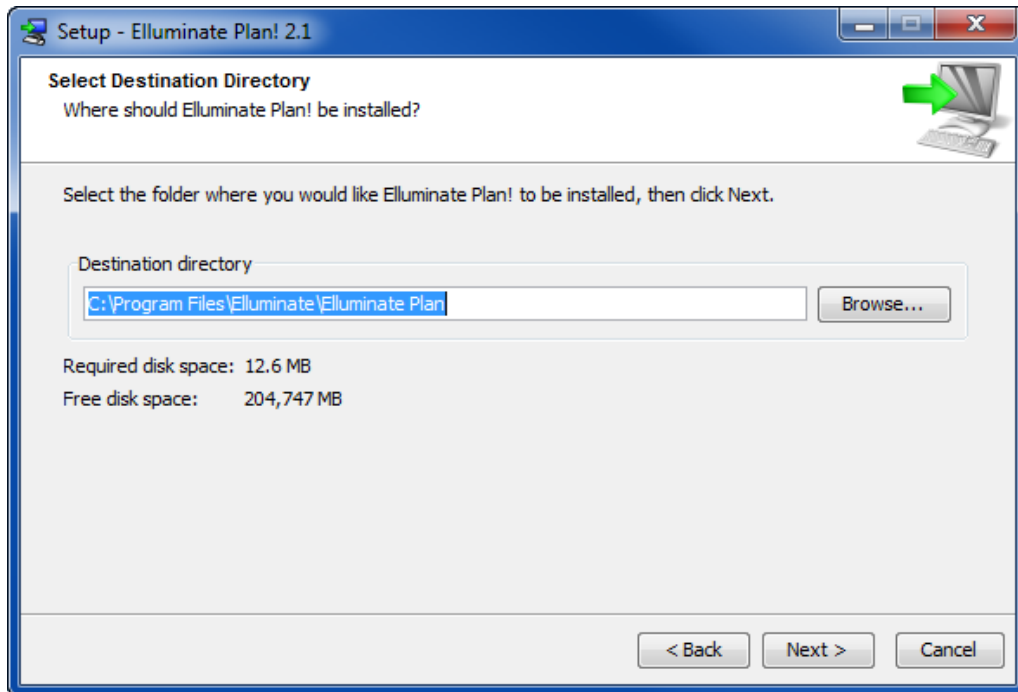 Setup - Elluminate Plan! 2.1
Select Destination Directory
Where should Elluminate Plan! be installed?
Select the folder where you would like Elluminate Plan! to be installed, then click Next.
Destination directory
C:\Program Files\Elluminate\Elluminate Plan
Browse...
Required disk space: 12.6 MB
Free disk space: 204,747 MB
< Back Next > Cancel